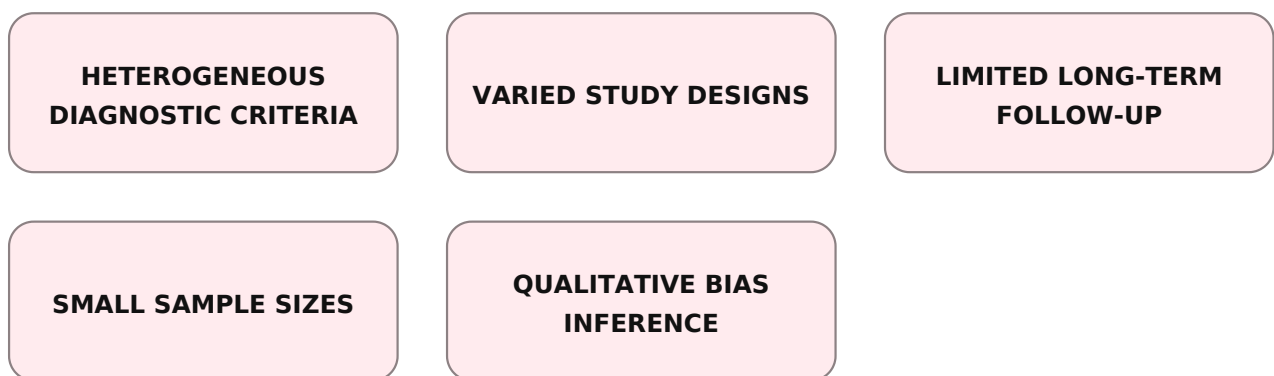 HETEROGENEOUS
DIAGNOSTIC CRITERIA
VARIED STUDY DESIGNS
LIMITED LONG-TERM
FOLLOW-UP
SMALL SAMPLE SIZES
QUALITATIVE BIAS
INFERENCE